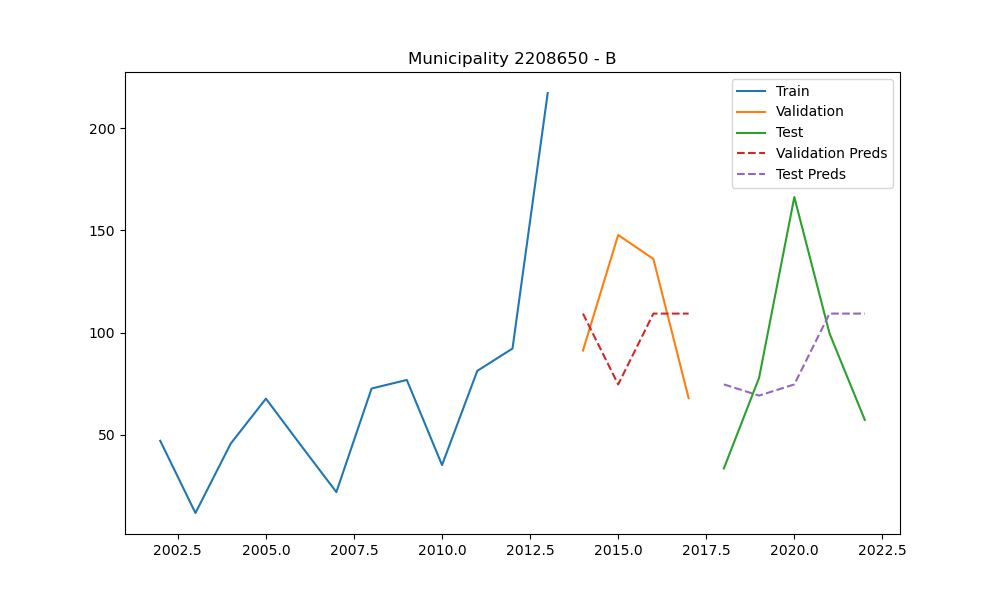 Municipality 2208650 - B
Train
Validation
Test
Validation Preds
Test Preds
200
150
100
50
2002.5 2005.0 2007.5 2010.0 2012.5 2015.0 2017.5 2020.0 2022.5